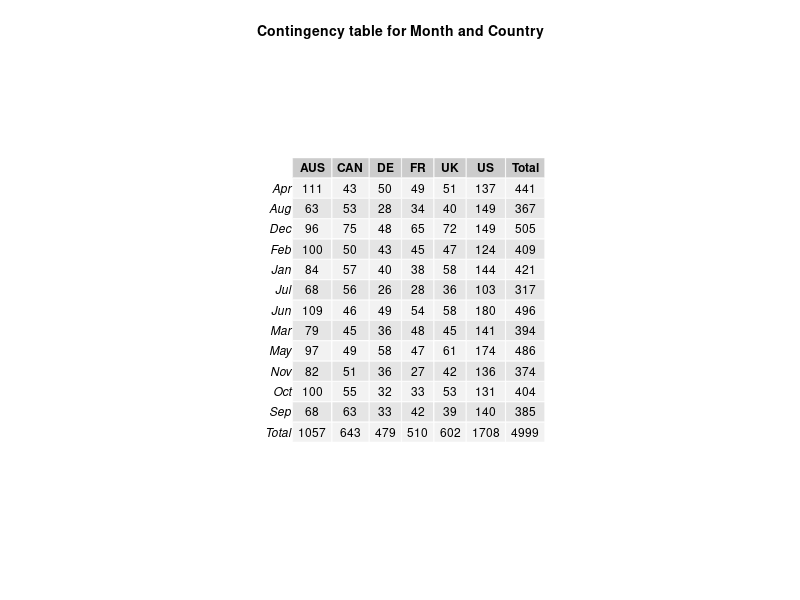 Contingency table for Month and Country
AUS CAN DE FR UK US Total
Apr 111 43 50 49 51 137 441
Aug 63 53 28 34 40 149 367
Dec 96 75 48 65 72 149 505
Feb 100 50 43 45 47 124 409
Jan 84 57 40 38 58 144 421
Jul 68 56 26 28 36 103 317
Jun 109 46 49 54 58 180 496
Mar 79 45 36 48 45 141 394
May 97 49 58 47 61 174 486
Nov 82 51 36 27 42 136 374
Oct 100 55 32 33 53 131 404
Sep 68 63 33 42 39 140 385
Total 1057 643 479 510 602 1708 4999